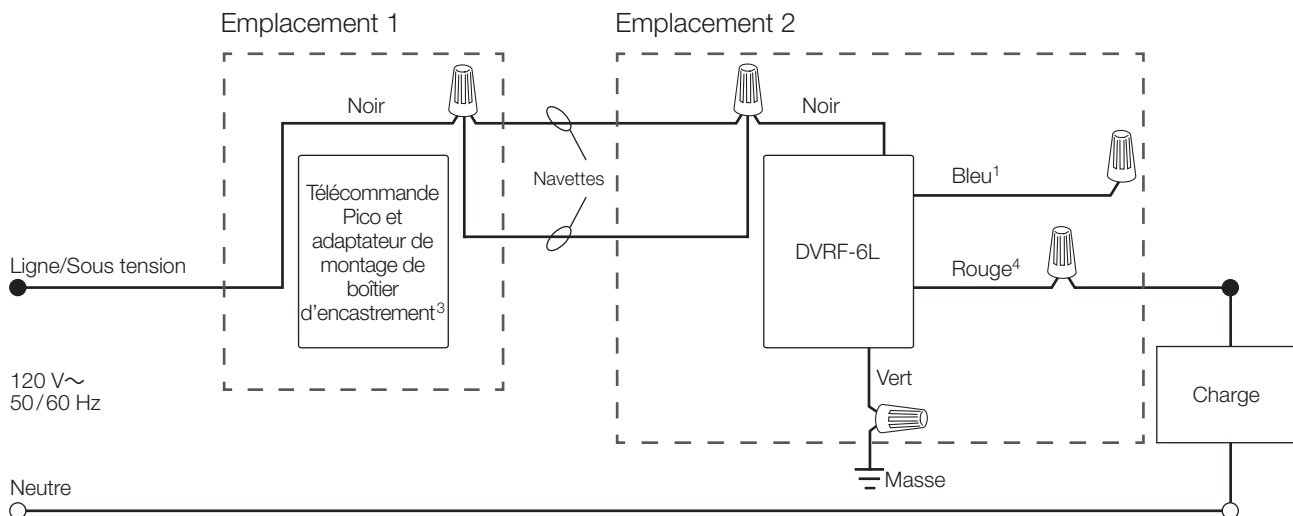 Emplacement 1
Emplacement 2
Noir
Noir
Navettes
Bleu¹
Télécommande
Pico et
adaptateur de
montage de
boîtier
d'encastrement³
DVRF-6L
Ligne/Sous tension
Rouge⁴
120 V～
50/60 Hz
Vert
Charge
Masse
Neutre